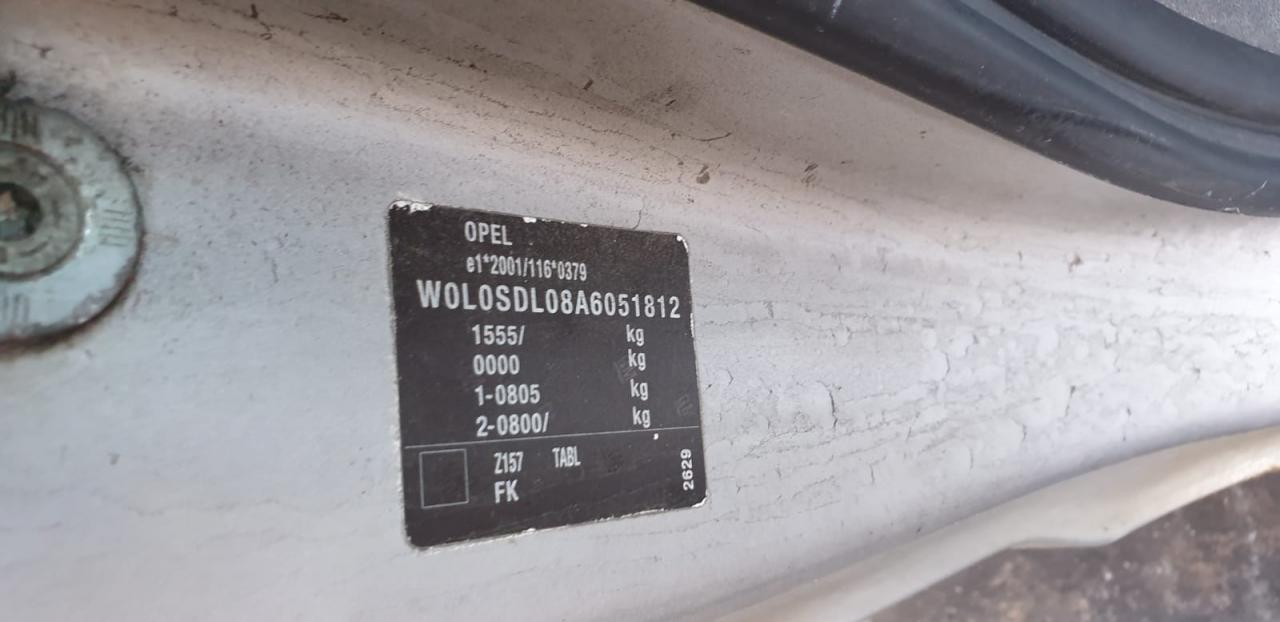 OPEL
e1*2001/116*0379
W0L0SDL08A6051812
1555/ kg
0000 kg
1-0805 kg
2-0800/ kg
Z157 TABL
FK
2629